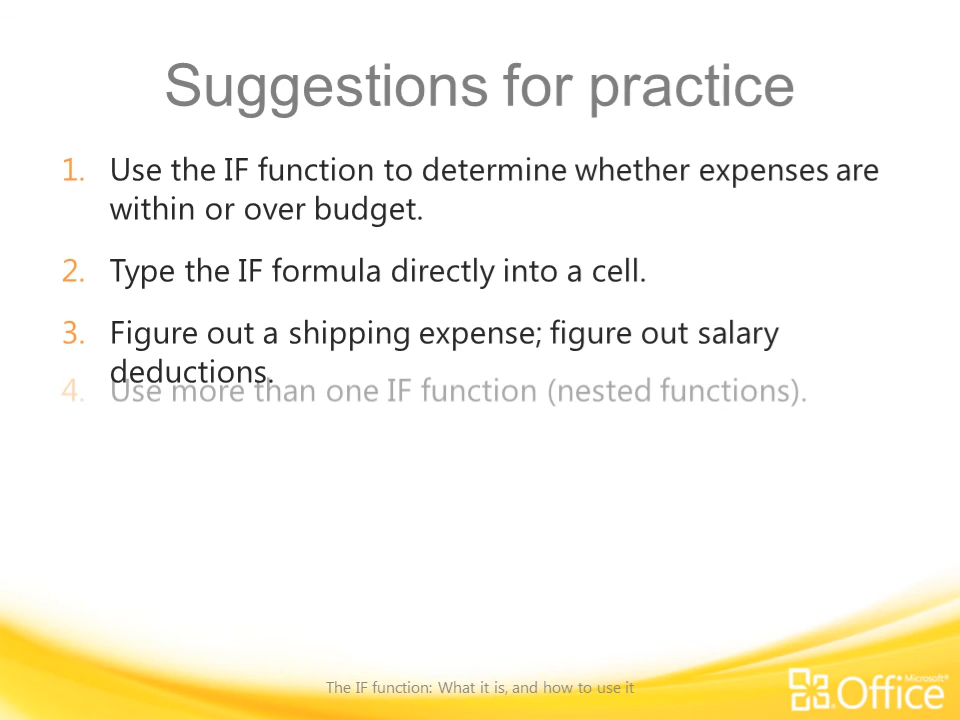 Suggestions for practice
1. Use the IF function to determine whether expenses are
within or over budget.
2. Type the IF formula directly into a cell.
3. Figure out a shipping expense; figure out salary
deductions.
4. Use more than one IF function (nested functions).
The IF function: What it is, and how to use it
Microsoft®
Office